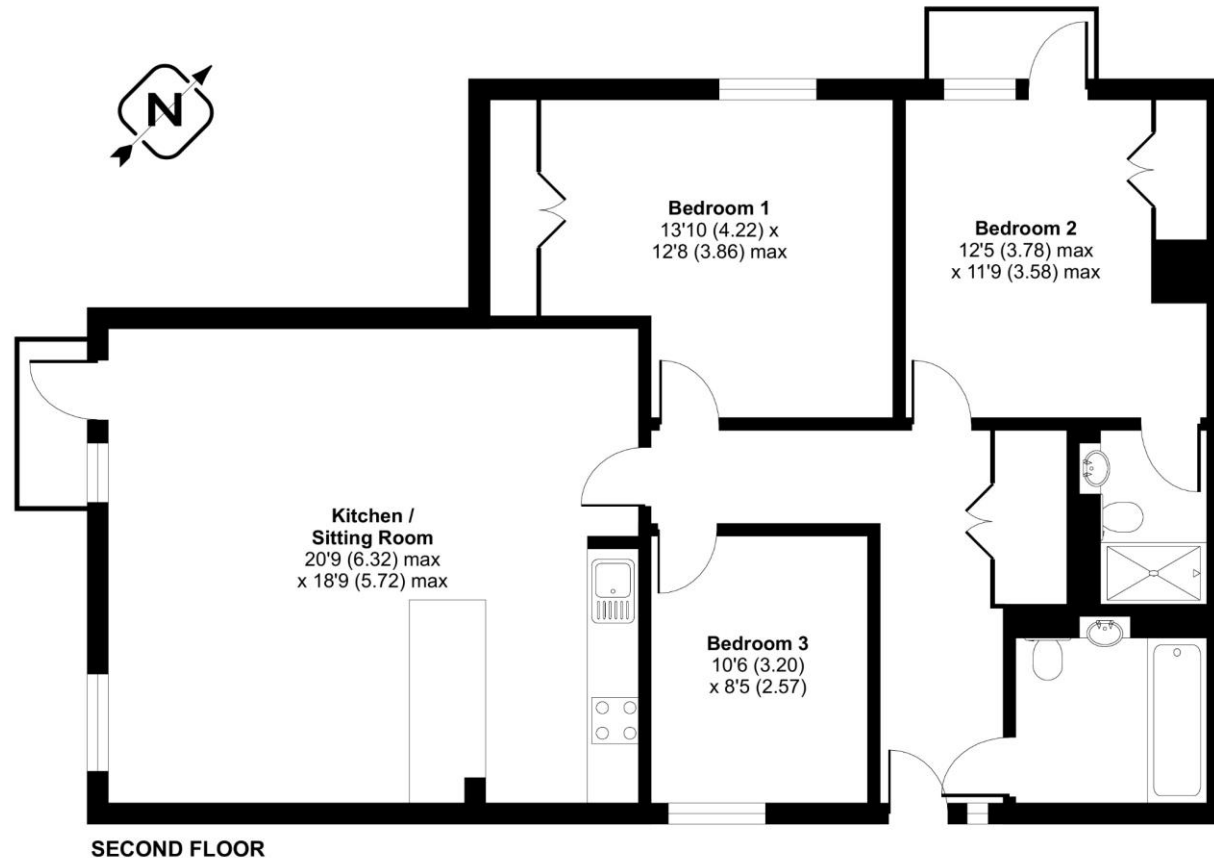 N
Bedroom 1
13'10 (4.22) x
12'8 (3.86) max
Bedroom 2
12'5 (3.78) max
x 11'9 (3.58) max
Kitchen /
Sitting Room
20'9 (6.32) max
x 18'9 (5.72) max
Bedroom 3
10'6 (3.20)
x 8'5 (2.57)
SECOND FLOOR